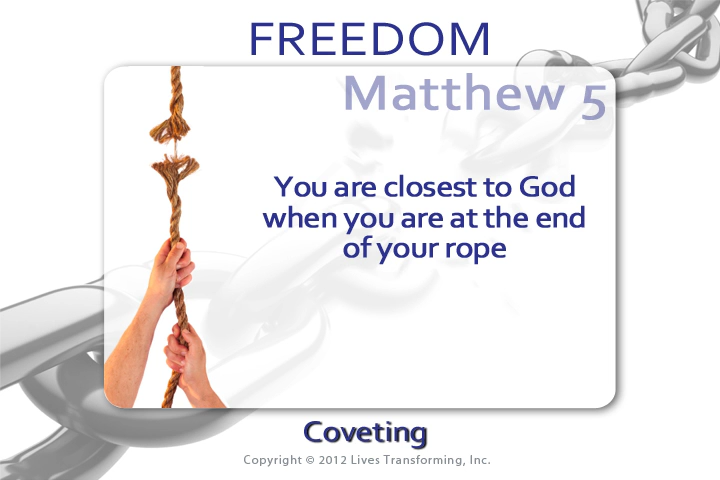 FREEDOM
Matthew 5
You are closest to God
when you are at the end
of your rope
Coveting
Copyright © 2012 Lives Transforming, Inc.